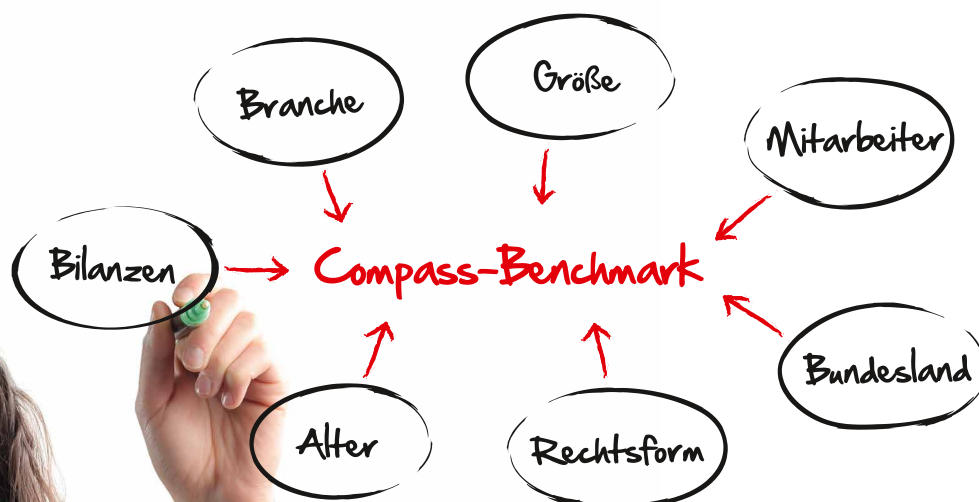 Größe
Branche
Mitarbeiter
Compass-Benchmark
Bilanzen
Bundesland
Alter
Rechtsform